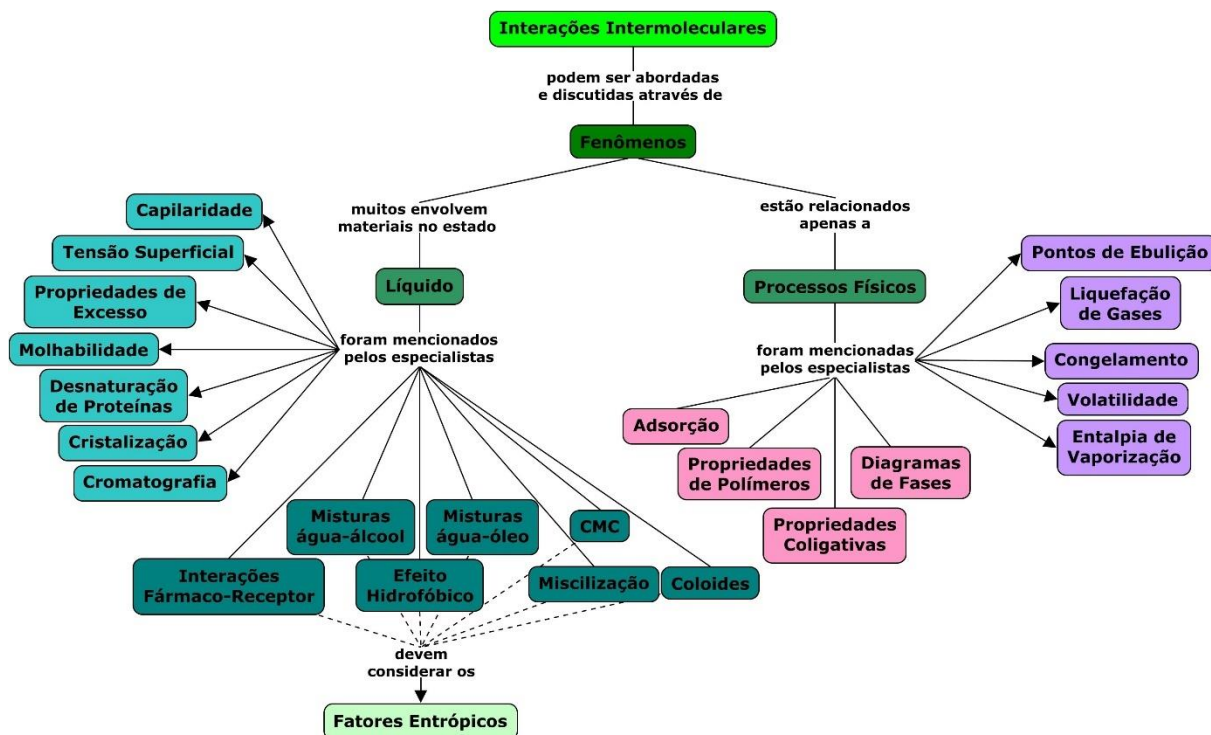 Interações Intermoleculares
podem ser abordadas
e discutidas através de
Fenômenos
muitos envolvem
materiais no estado
Líquido
foram mencionados
pelos especialistas
Capilaridade
Tensão Superficial
Propriedades de
Excesso
Molhabilidade
Desnaturação
de Proteínas
Cristalização
Cromatografia
Misturas
água-álcool
Misturas
água-óleo
CMC
Interações
Fármaco-Receptor
Efeito
Hidrofóbico
Miscilização
Coloides
devem
considerar os
Fatores Entrópicos
estão relacionados
apenas a
Processos Físicos
foram mencionadas
pelos especialistas
Adsorção
Propriedades
de Polímeros
Diagramas
de Fases
Propriedades
Coligativas
Pontos de Ebulição
Liquefação
de Gases
Congelamento
Volatilidade
Entalpia de
Vaporização